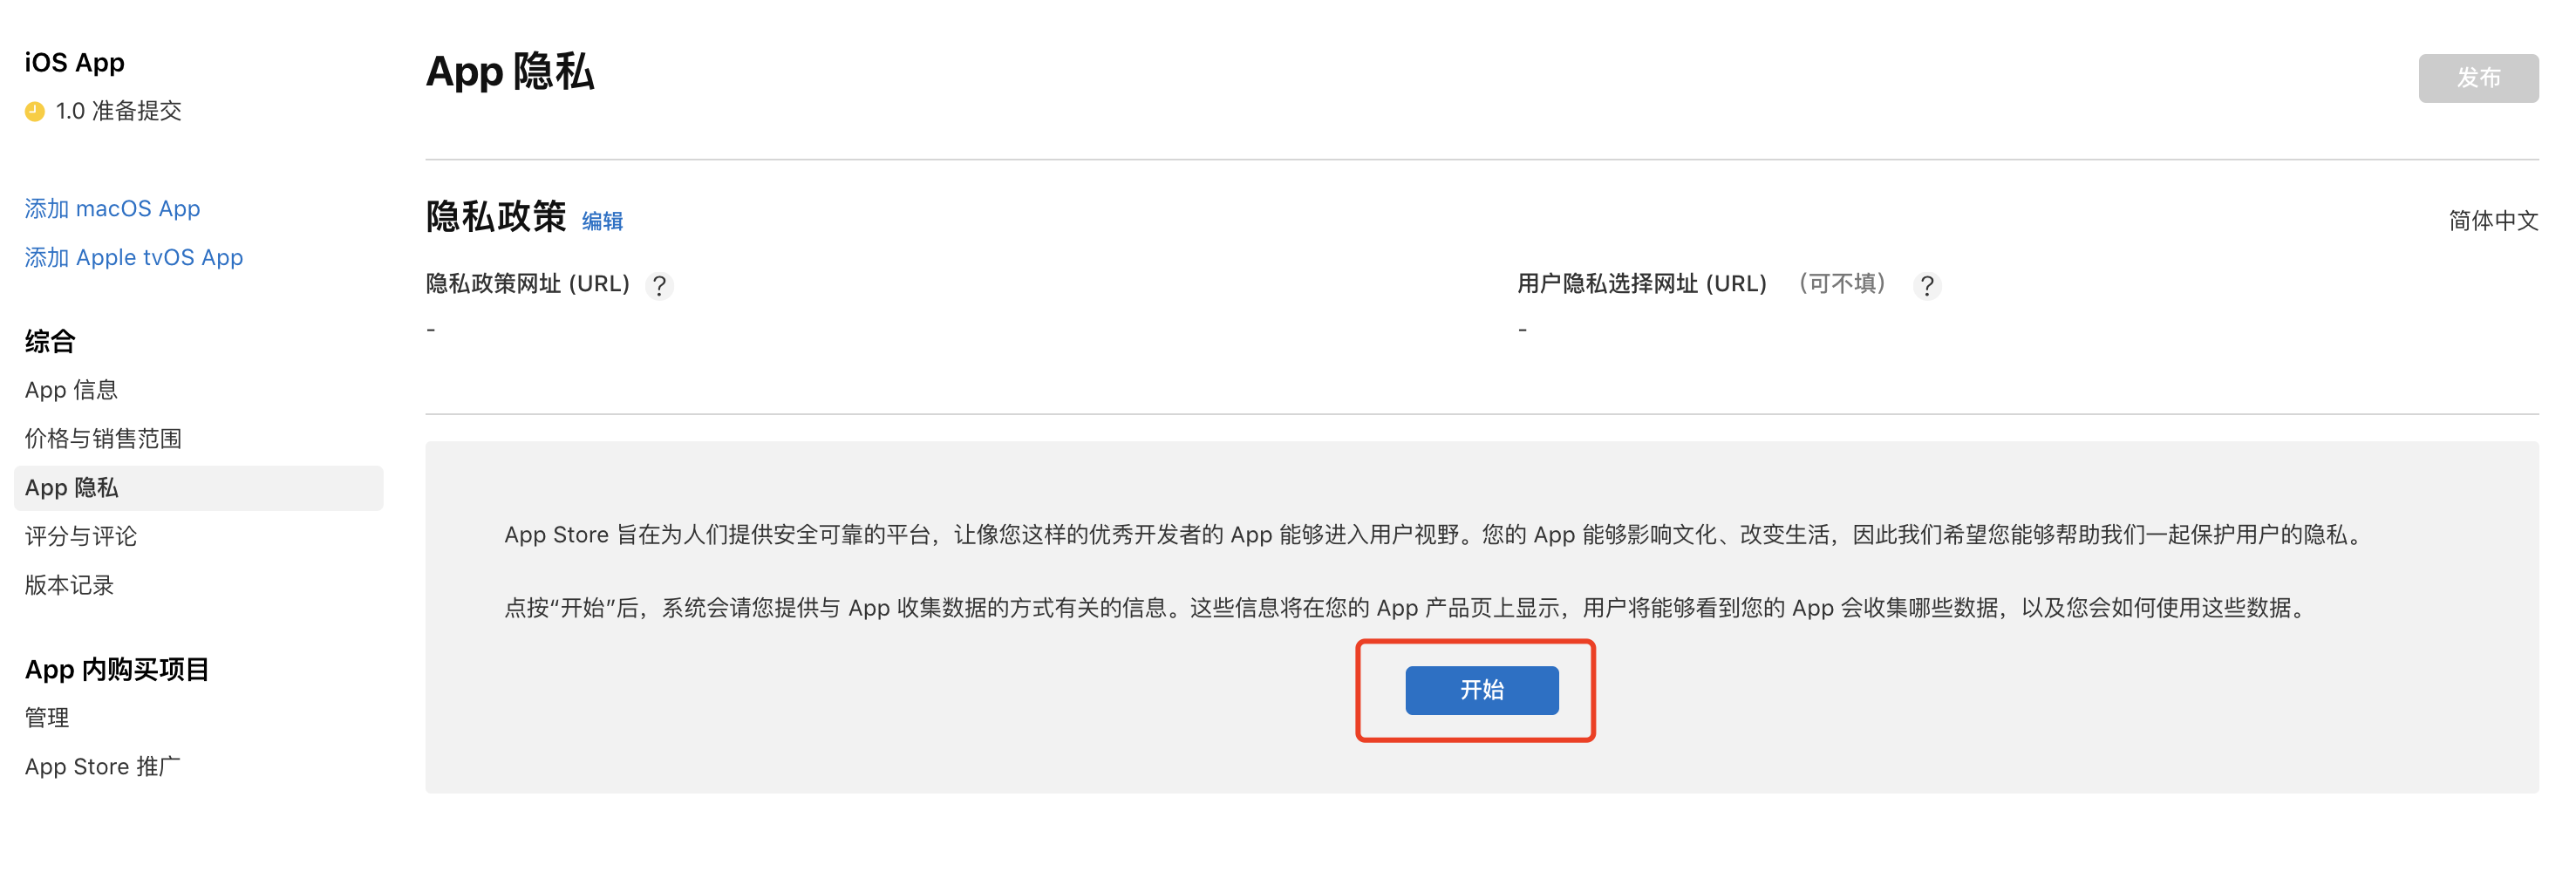 iOS App
1.0 准备提交
添加 macOS App
添加 Apple tvOS App
综合
App 信息
价格与销售范围
App 隐私
评分与评论
版本记录
App 内购买项目
管理
App Store 推广
App 隐私
发布
隐私政策 编辑
简体中文
隐私政策网址 (URL) ?
-
用户隐私选择网址 (URL) （可不填） ?
-
App Store 旨在为人们提供安全可靠的平台，让像您这样的优秀开发者的 App 能够进入用户视野。您的 App 能够影响文化、改变生活，因此我们希望您能够帮助我们一起保护用户的隐私。
点按“开始”后，系统会请您提供与 App 收集数据的方式有关的信息。这些信息将在您的 App 产品页上显示，用户将能够看到您的 App 会收集哪些数据，以及您会如何使用这些数据。
开始